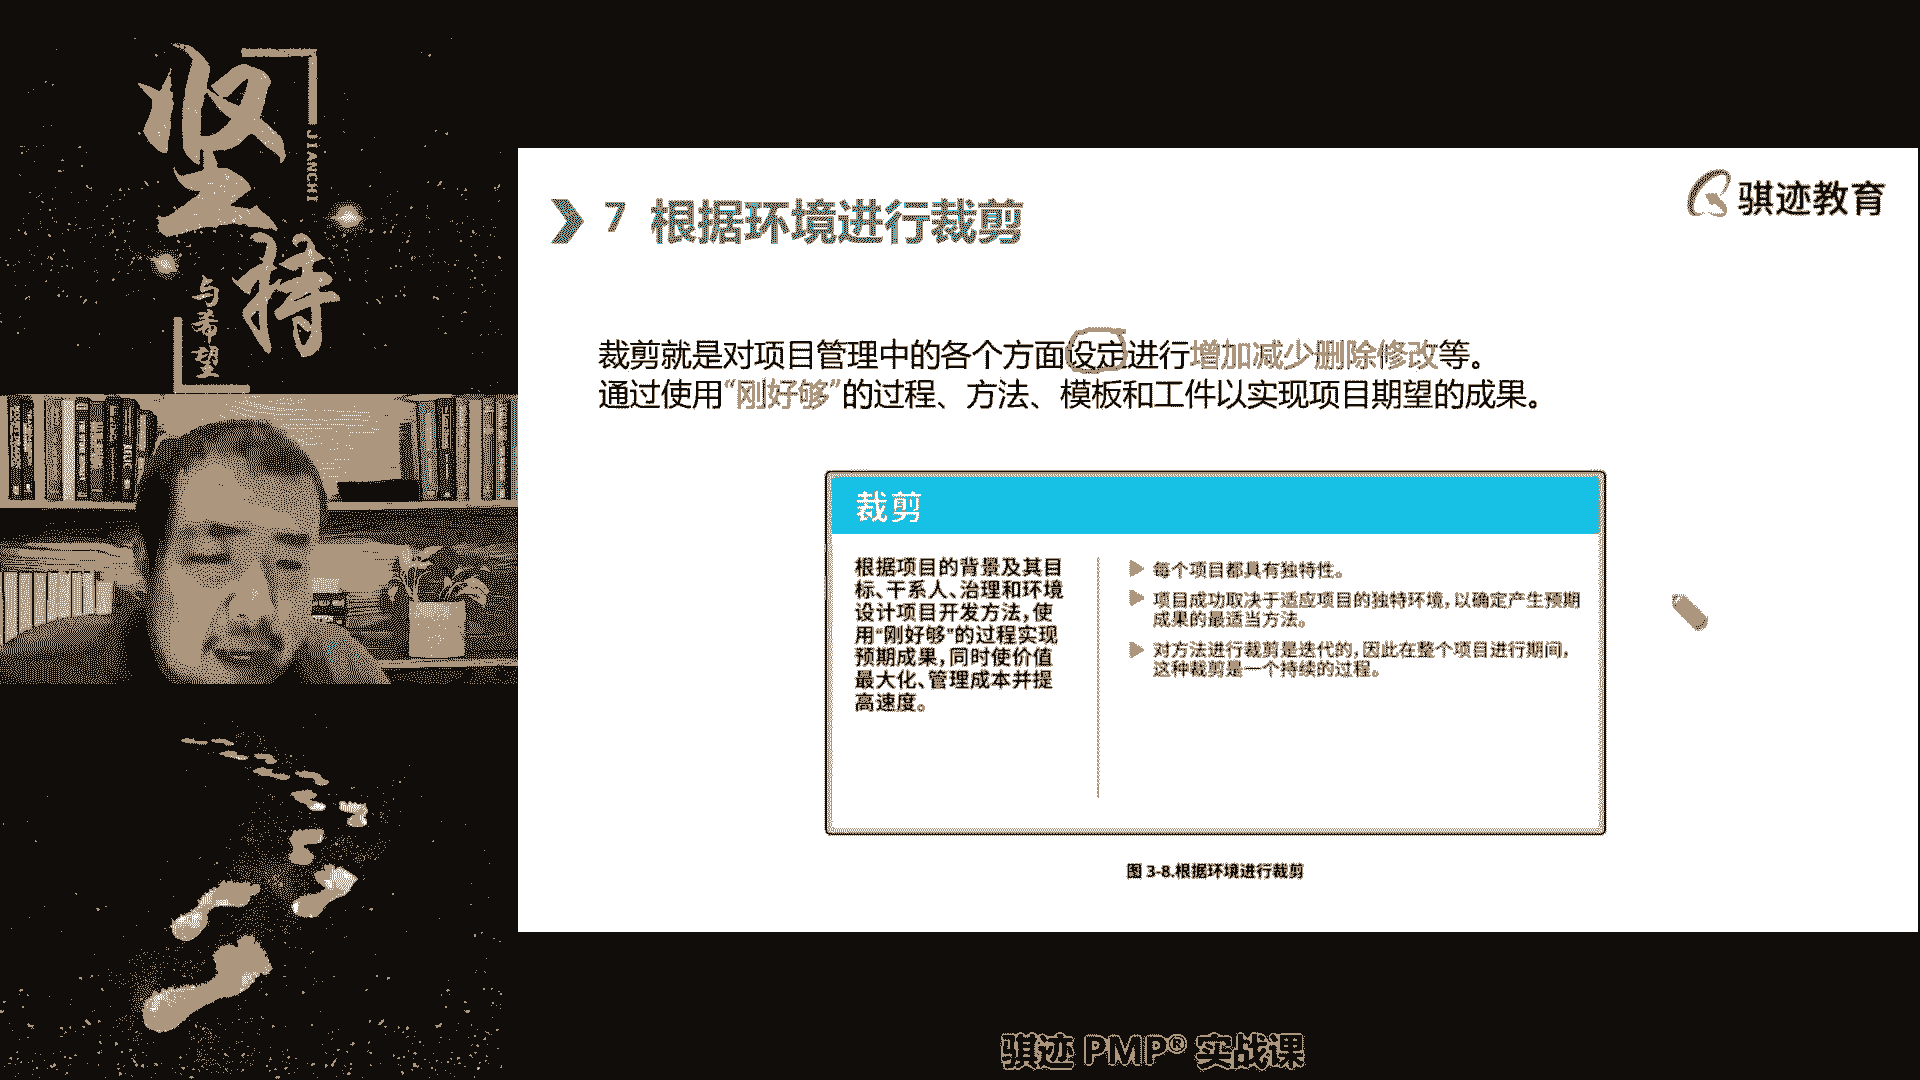 坚持
JIANCHI
与希望
骐迹教育
7 根据环境进行裁剪
裁剪就是对项目管理中的各个方面设定进行增加减少删除修改等。
通过使用“刚好够”的过程、方法、模板和工件以实现项目期望的成果。
裁剪
根据项目的背景及其目
标、干系人、治理和环境
设计项目开发方法，使
用“刚好够”的过程实现
预期成果，同时使价值
最大化、管理成本并提
高速度。
每个项目都具有独特性。
项目成功取决于适应项目的独特环境，以确定产生预期
成果的最适当方法。
对方法进行裁剪是迭代的，因此在整个项目进行期间，
这种裁剪是一个持续的过程。
图 3-8.根据环境进行裁剪
骐迹 PMP® 实战课